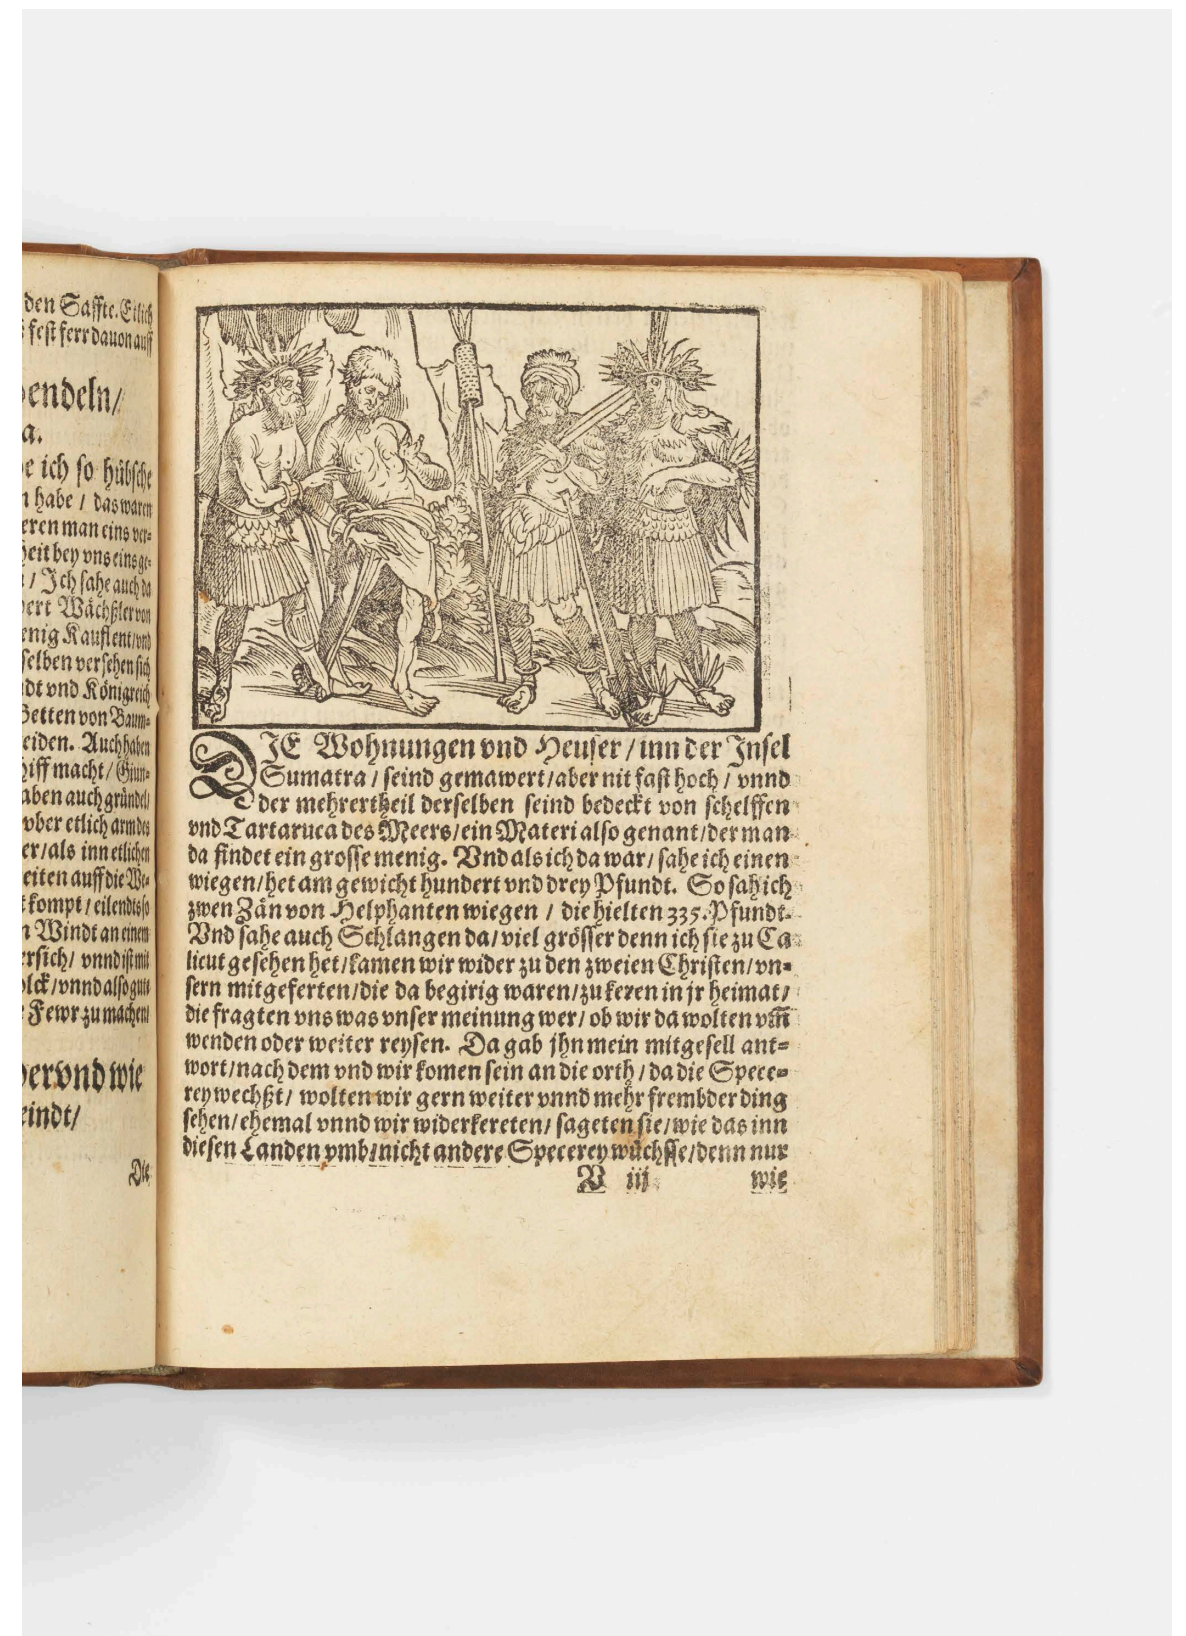 den Saffte. Etlich
fest ferr dauon auff
endeln/
a.
e ich so hübsche
n habe / das waren
eren man eins ver-
heit bey vns eins ge-
/ Ich sahe auch da
wert Wächßler von
enig Kauffleut/vnd
selben versehen sich
dt vnd Königreich
Betten von Baum-
eiden. Auch haben
hiff macht/ Giun-
aben auch gründel/
vber etlich arm des
er/als inn etlichen
eiten auff die We-
t kompt / eilendts so
n Windt an einem
ersich/ vnnd ist mit
olck/vnnd also gut
Fewr zu machen/
er vnd wie
eindt/
Die
DIE Wohnungen vnd Heuser / inn der Insel
Sumatra / seind gemawert/aber nit fast hoch / vnnd
der mehrertheil derselben seind bedeckt von schelffen
vnd Tartaruca des Meers/ein Materi also genant/der man
da findet ein grosse menig. Vnd als ich da war/ sahe ich einen
wiegen/het am gewicht hundert vnd drey Pfundt. So sah ich
zwen Zän von Helphanten wiegen / die hielten 335. Pfundt.
Vnd sahe auch Schlangen da/ viel grösser denn ich sie zu Ca
licut gesehen het/kamen wir wider zu den zweien Christen/vn-
sern mitgeferten/die da begirig waren/zu keren in jr heimat/
die fragten vns was vnser meinung wer/ ob wir da wolten vm̄
wenden oder weiter reysen. Da gab jhn mein mitgesell ant-
wort/nach dem vnd wir komen sein an die orth/ da die Spece-
rey wechßt/ wolten wir gern weiter vnnd mehr frembder ding
sehen/ehemal vnnd wir widerkereten/ sageten sie/wie das inn
diesen Landen vmb/nicht andere Specerey wüchsse/denn nur
V iij
wie